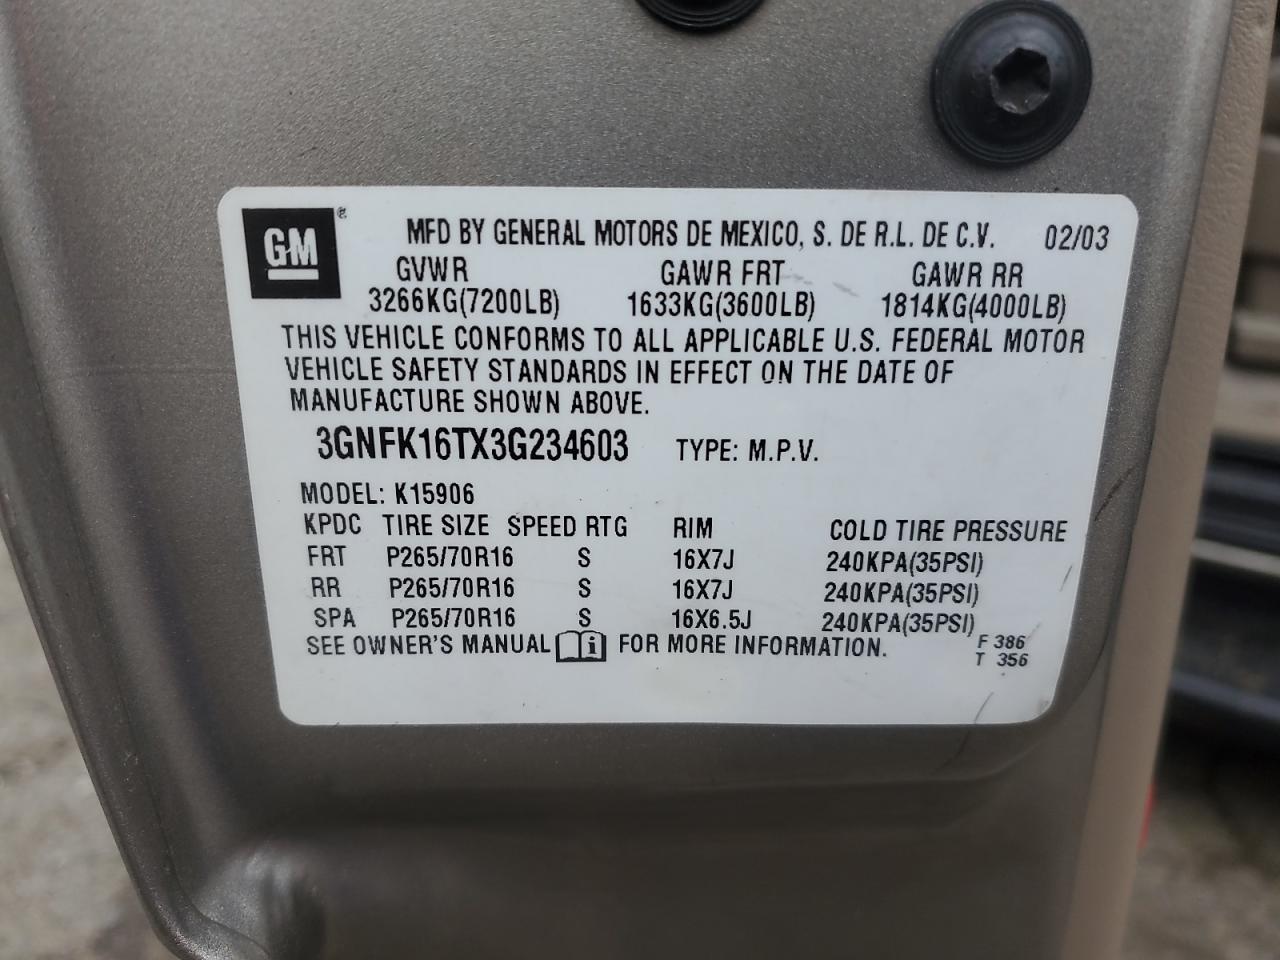 GM ®
MFD BY GENERAL MOTORS DE MEXICO, S. DE R.L. DE C.V. 02/03
GVWR GAWR FRT GAWR RR
3266KG(7200LB) 1633KG(3600LB) 1814KG(4000LB)
THIS VEHICLE CONFORMS TO ALL APPLICABLE U.S. FEDERAL MOTOR
VEHICLE SAFETY STANDARDS IN EFFECT ON THE DATE OF
MANUFACTURE SHOWN ABOVE.
3GNFK16TX3G234603 TYPE: M.P.V.
MODEL: K15906
KPDC TIRE SIZE SPEED RTG RIM COLD TIRE PRESSURE
FRT P265/70R16 S 16X7J 240KPA(35PSI)
RR P265/70R16 S 16X7J 240KPA(35PSI)
SPA P265/70R16 S 16X6.5J 240KPA(35PSI)
SEE OWNER'S MANUAL i FOR MORE INFORMATION.
F 386
T 356